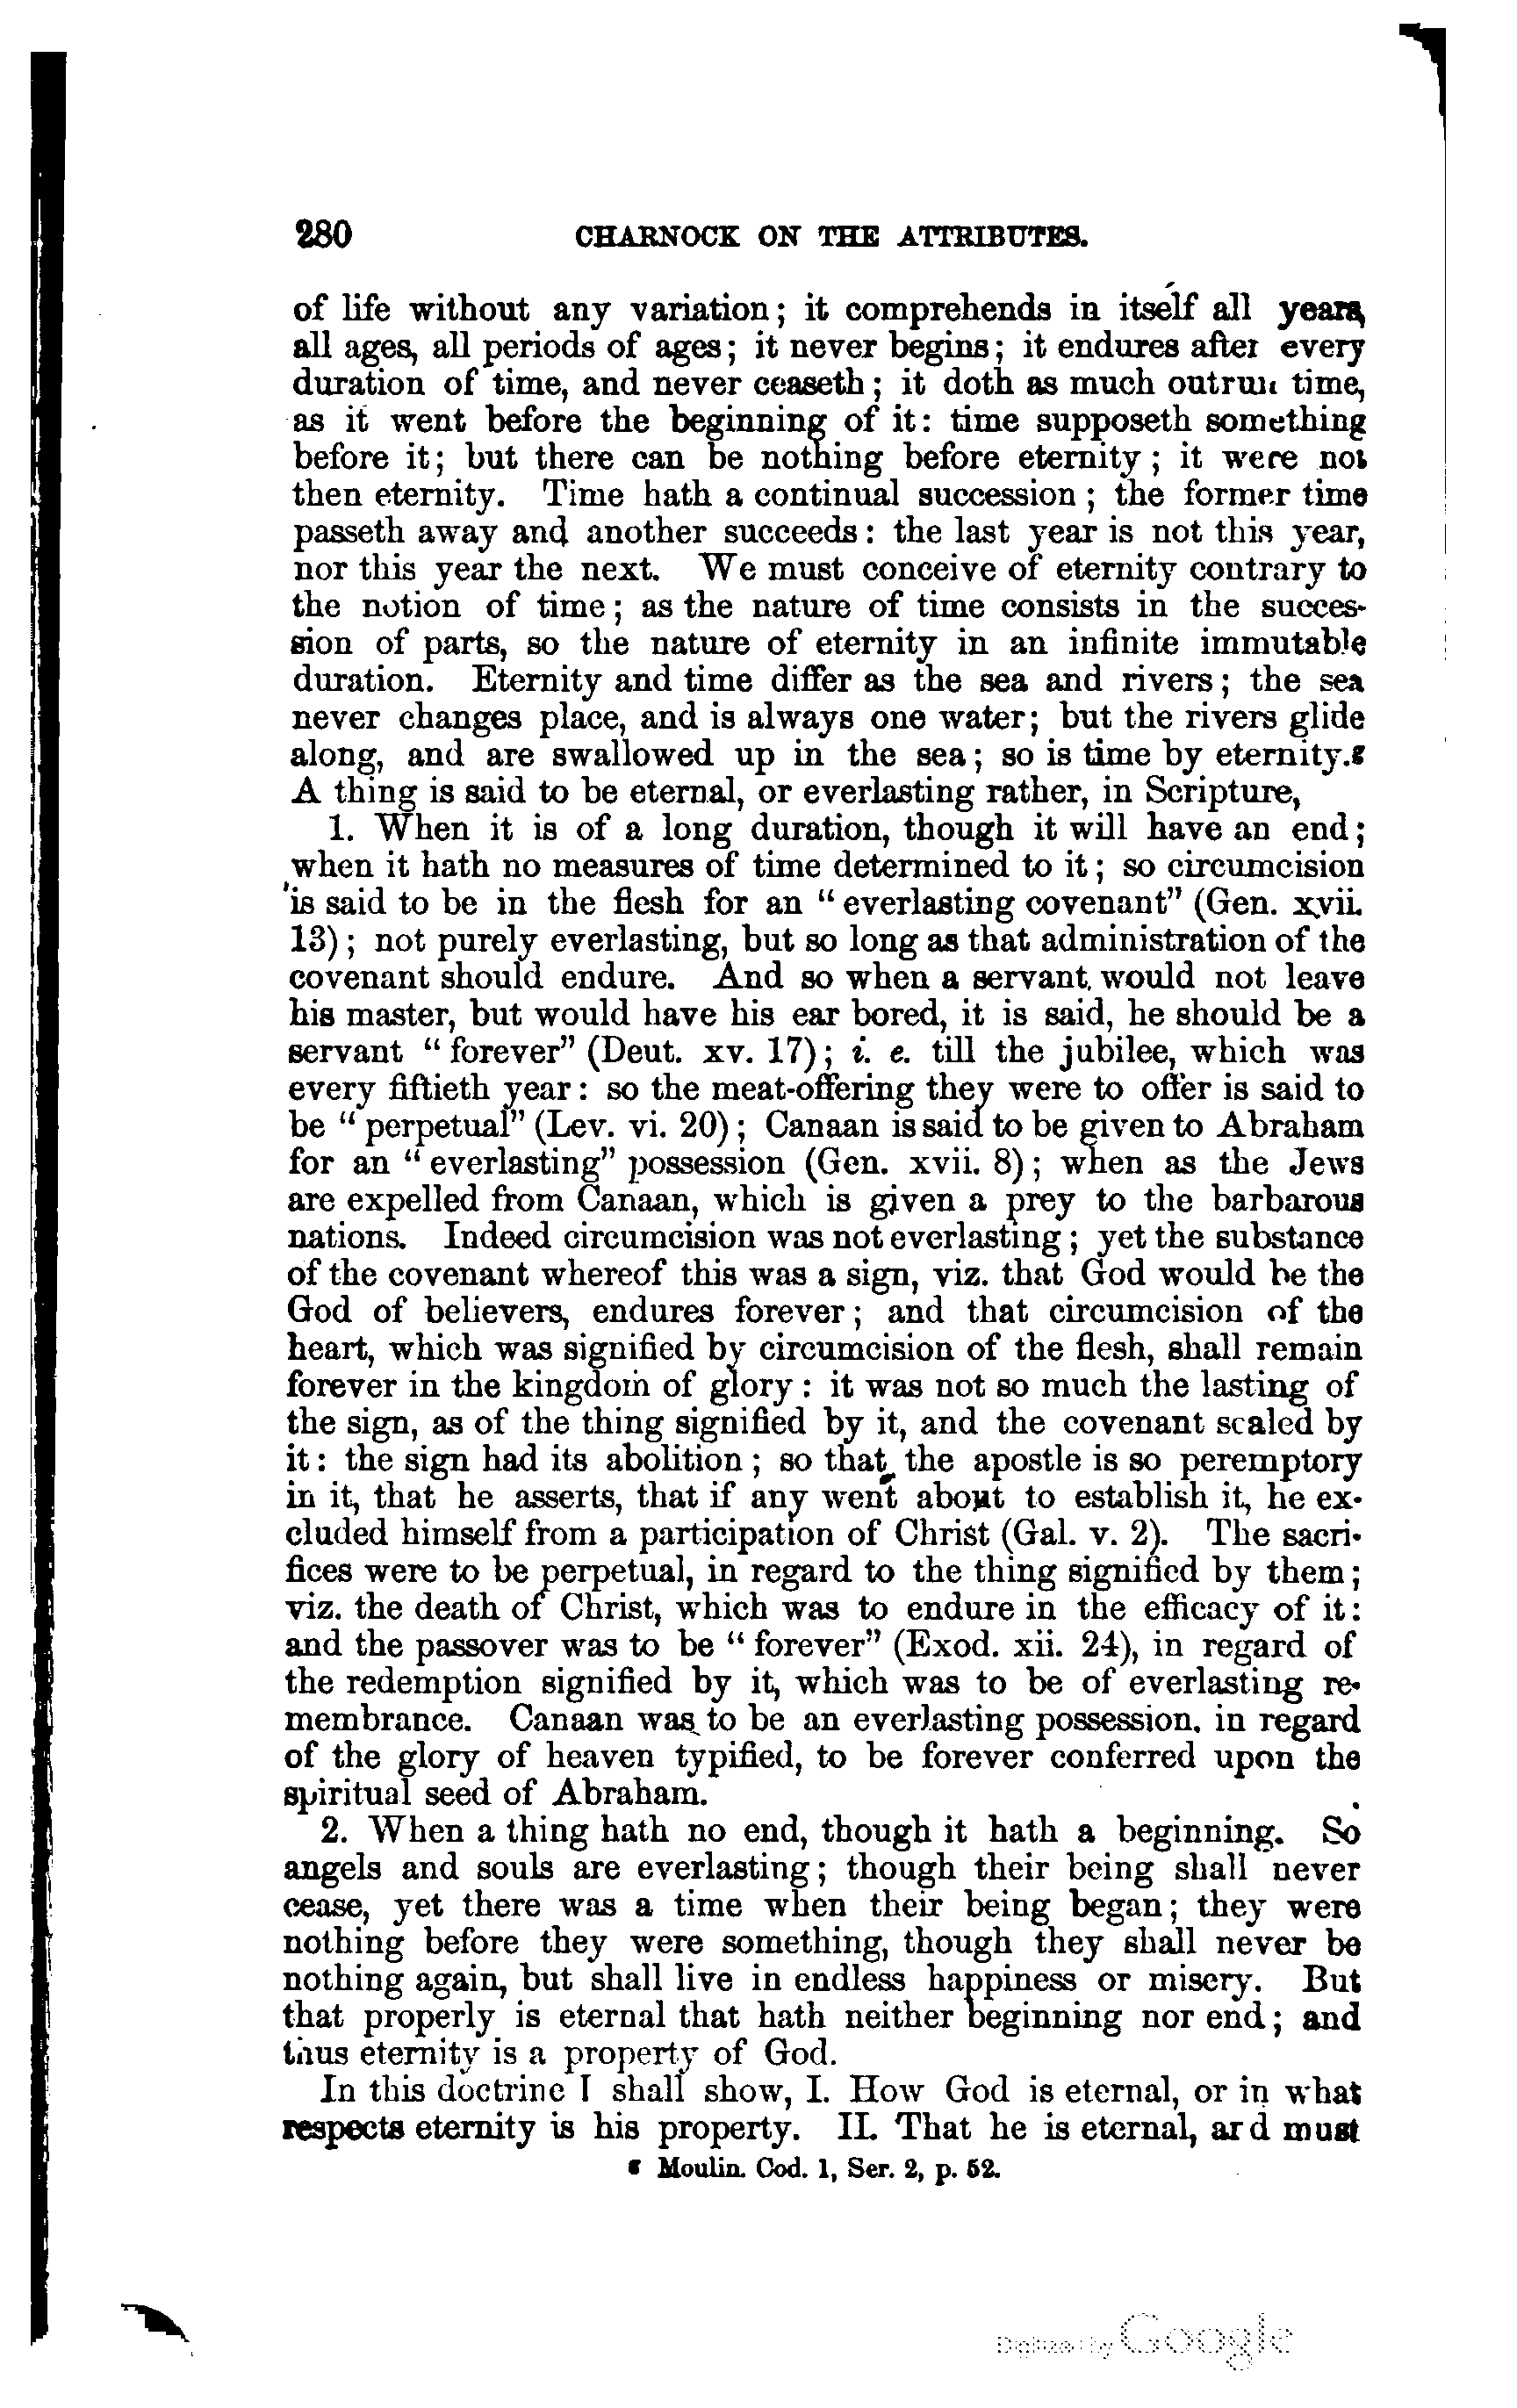 280 CHARNOCK ON THE ATTRIBUTES.
of life without any variation; it comprehends in itself all years,
all ages, all periods of ages; it never begins; it endures after every
duration of time, and never ceaseth; it doth as much outrun time,
as it went before the beginning of it: time supposeth something
before it; but there can be nothing before eternity; it were not
then eternity. Time hath a continual succession; the former time
passeth away and another succeeds: the last year is not this year,
nor this year the next. We must conceive of eternity contrary to
the notion of time; as the nature of time consists in the succes-
sion of parts, so the nature of eternity in an infinite immutable
duration. Eternity and time differ as the sea and rivers; the sea
never changes place, and is always one water; but the rivers glide
along, and are swallowed up in the sea; so is time by eternity.g
A thing is said to be eternal, or everlasting rather, in Scripture,
1. When it is of a long duration, though it will have an end;
when it hath no measures of time determined to it; so circumcision
is said to be in the flesh for an "everlasting covenant" (Gen. xvii.
13); not purely everlasting, but so long as that administration of the
covenant should endure. And so when a servant would not leave
his master, but would have his ear bored, it is said, he should be a
servant "forever" (Deut. xv. 17); i. e. till the jubilee, which was
every fiftieth year: so the meat-offering they were to offer is said to
be "perpetual" (Lev. vi. 20); Canaan is said to be given to Abraham
for an "everlasting" possession (Gen. xvii. 8); when as the Jews
are expelled from Canaan, which is given a prey to the barbarous
nations. Indeed circumcision was not everlasting; yet the substance
of the covenant whereof this was a sign, viz. that God would be the
God of believers, endures forever; and that circumcision of the
heart, which was signified by circumcision of the flesh, shall remain
forever in the kingdom of glory: it was not so much the lasting of
the sign, as of the thing signified by it, and the covenant sealed by
it: the sign had its abolition; so that the apostle is so peremptory
in it, that he asserts, that if any went about to establish it, he ex-
cluded himself from a participation of Christ (Gal. v. 2). The sacri-
fices were to be perpetual, in regard to the thing signified by them;
viz. the death of Christ, which was to endure in the efficacy of it:
and the passover was to be "forever" (Exod. xii. 24), in regard of
the redemption signified by it, which was to be of everlasting re-
membrance. Canaan was to be an everlasting possession, in regard
of the glory of heaven typified, to be forever conferred upon the
spiritual seed of Abraham.
2. When a thing hath no end, though it hath a beginning. So
angels and souls are everlasting; though their being shall never
cease, yet there was a time when their being began; they were
nothing before they were something, though they shall never be
nothing again, but shall live in endless happiness or misery. But
that properly is eternal that hath neither beginning nor end; and
thus eternity is a property of God.
In this doctrine I shall show, I. How God is eternal, or in what
respects eternity is his property. II. That he is eternal, and must
g Moulin. Cod. 1, Ser. 2, p. 52.
Digitized by Google